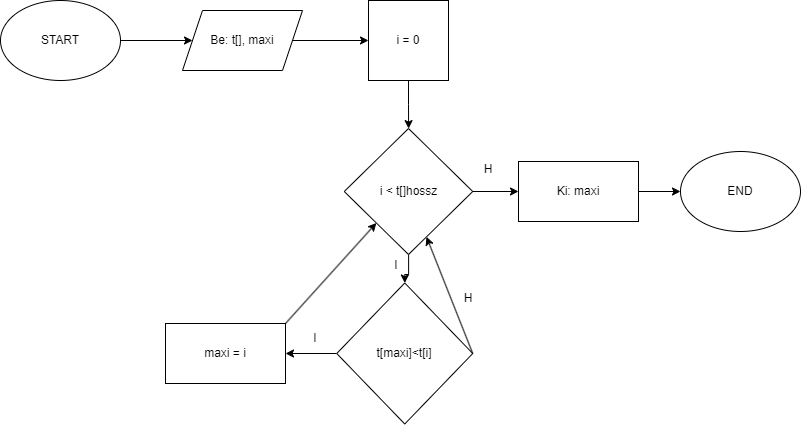 START
Be: t[], maxi
i = 0
i < t[]hossz
H
Ki: maxi
END
I
H
t[maxi]<t[i]
I
maxi = i